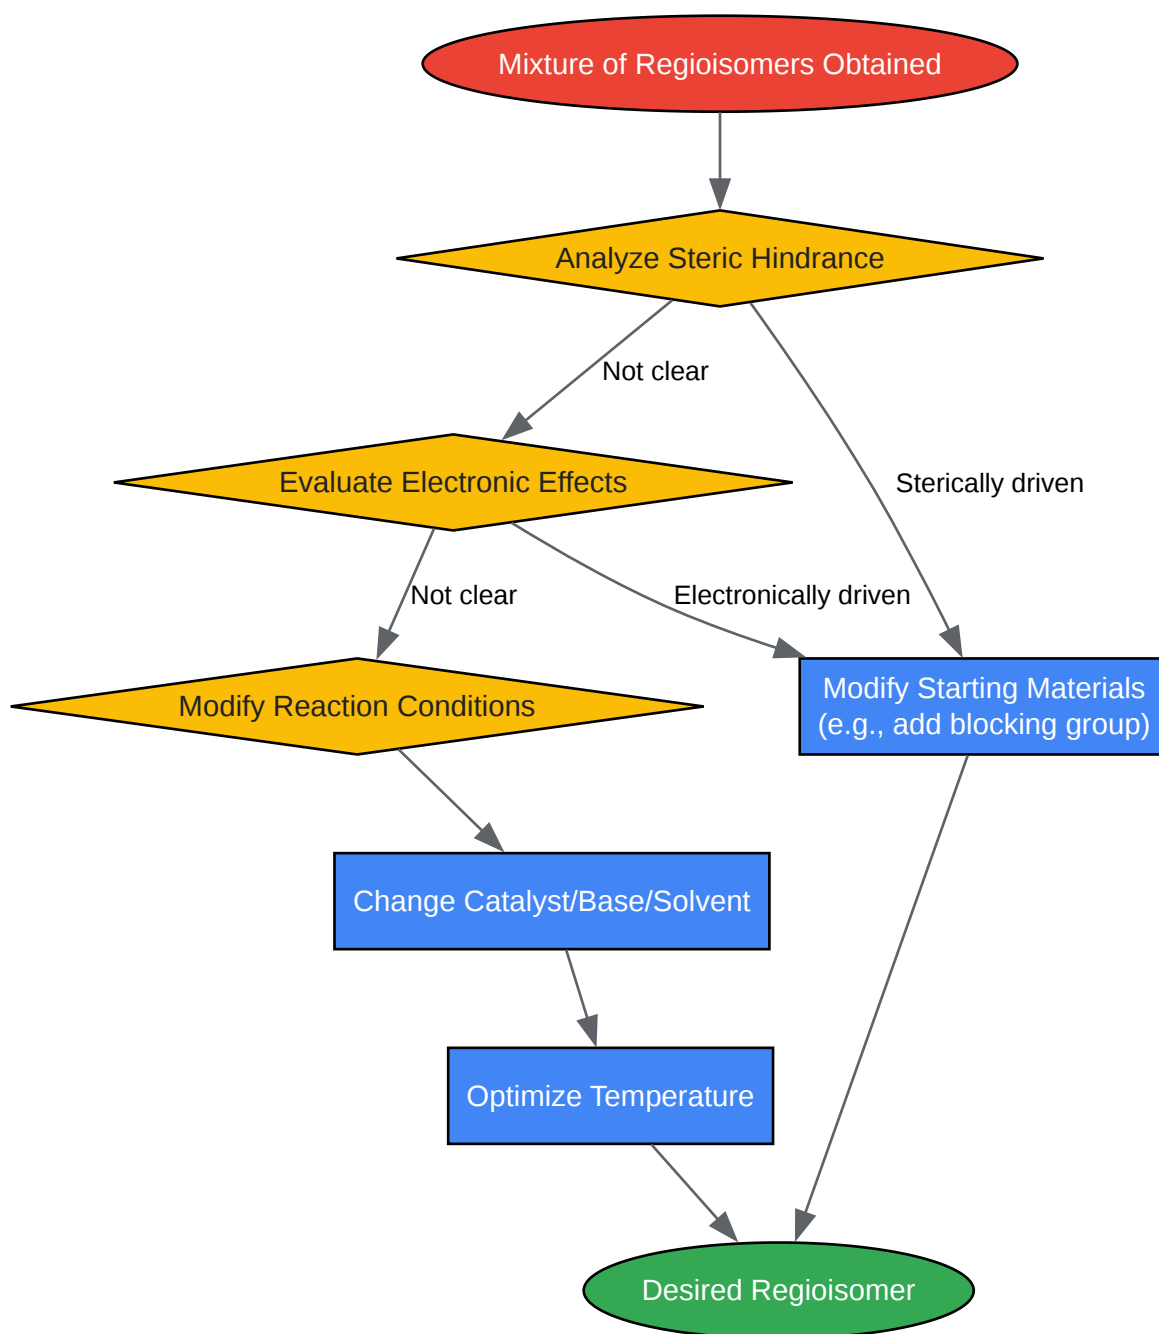 Mixture of Regioisomers Obtained
Analyze Steric Hindrance
Not clear
Evaluate Electronic Effects
Sterically driven
Not clear
Electronically driven
Modify Reaction Conditions
Modify Starting Materials
(e.g., add blocking group)
Change Catalyst/Base/Solvent
Optimize Temperature
Desired Regioisomer